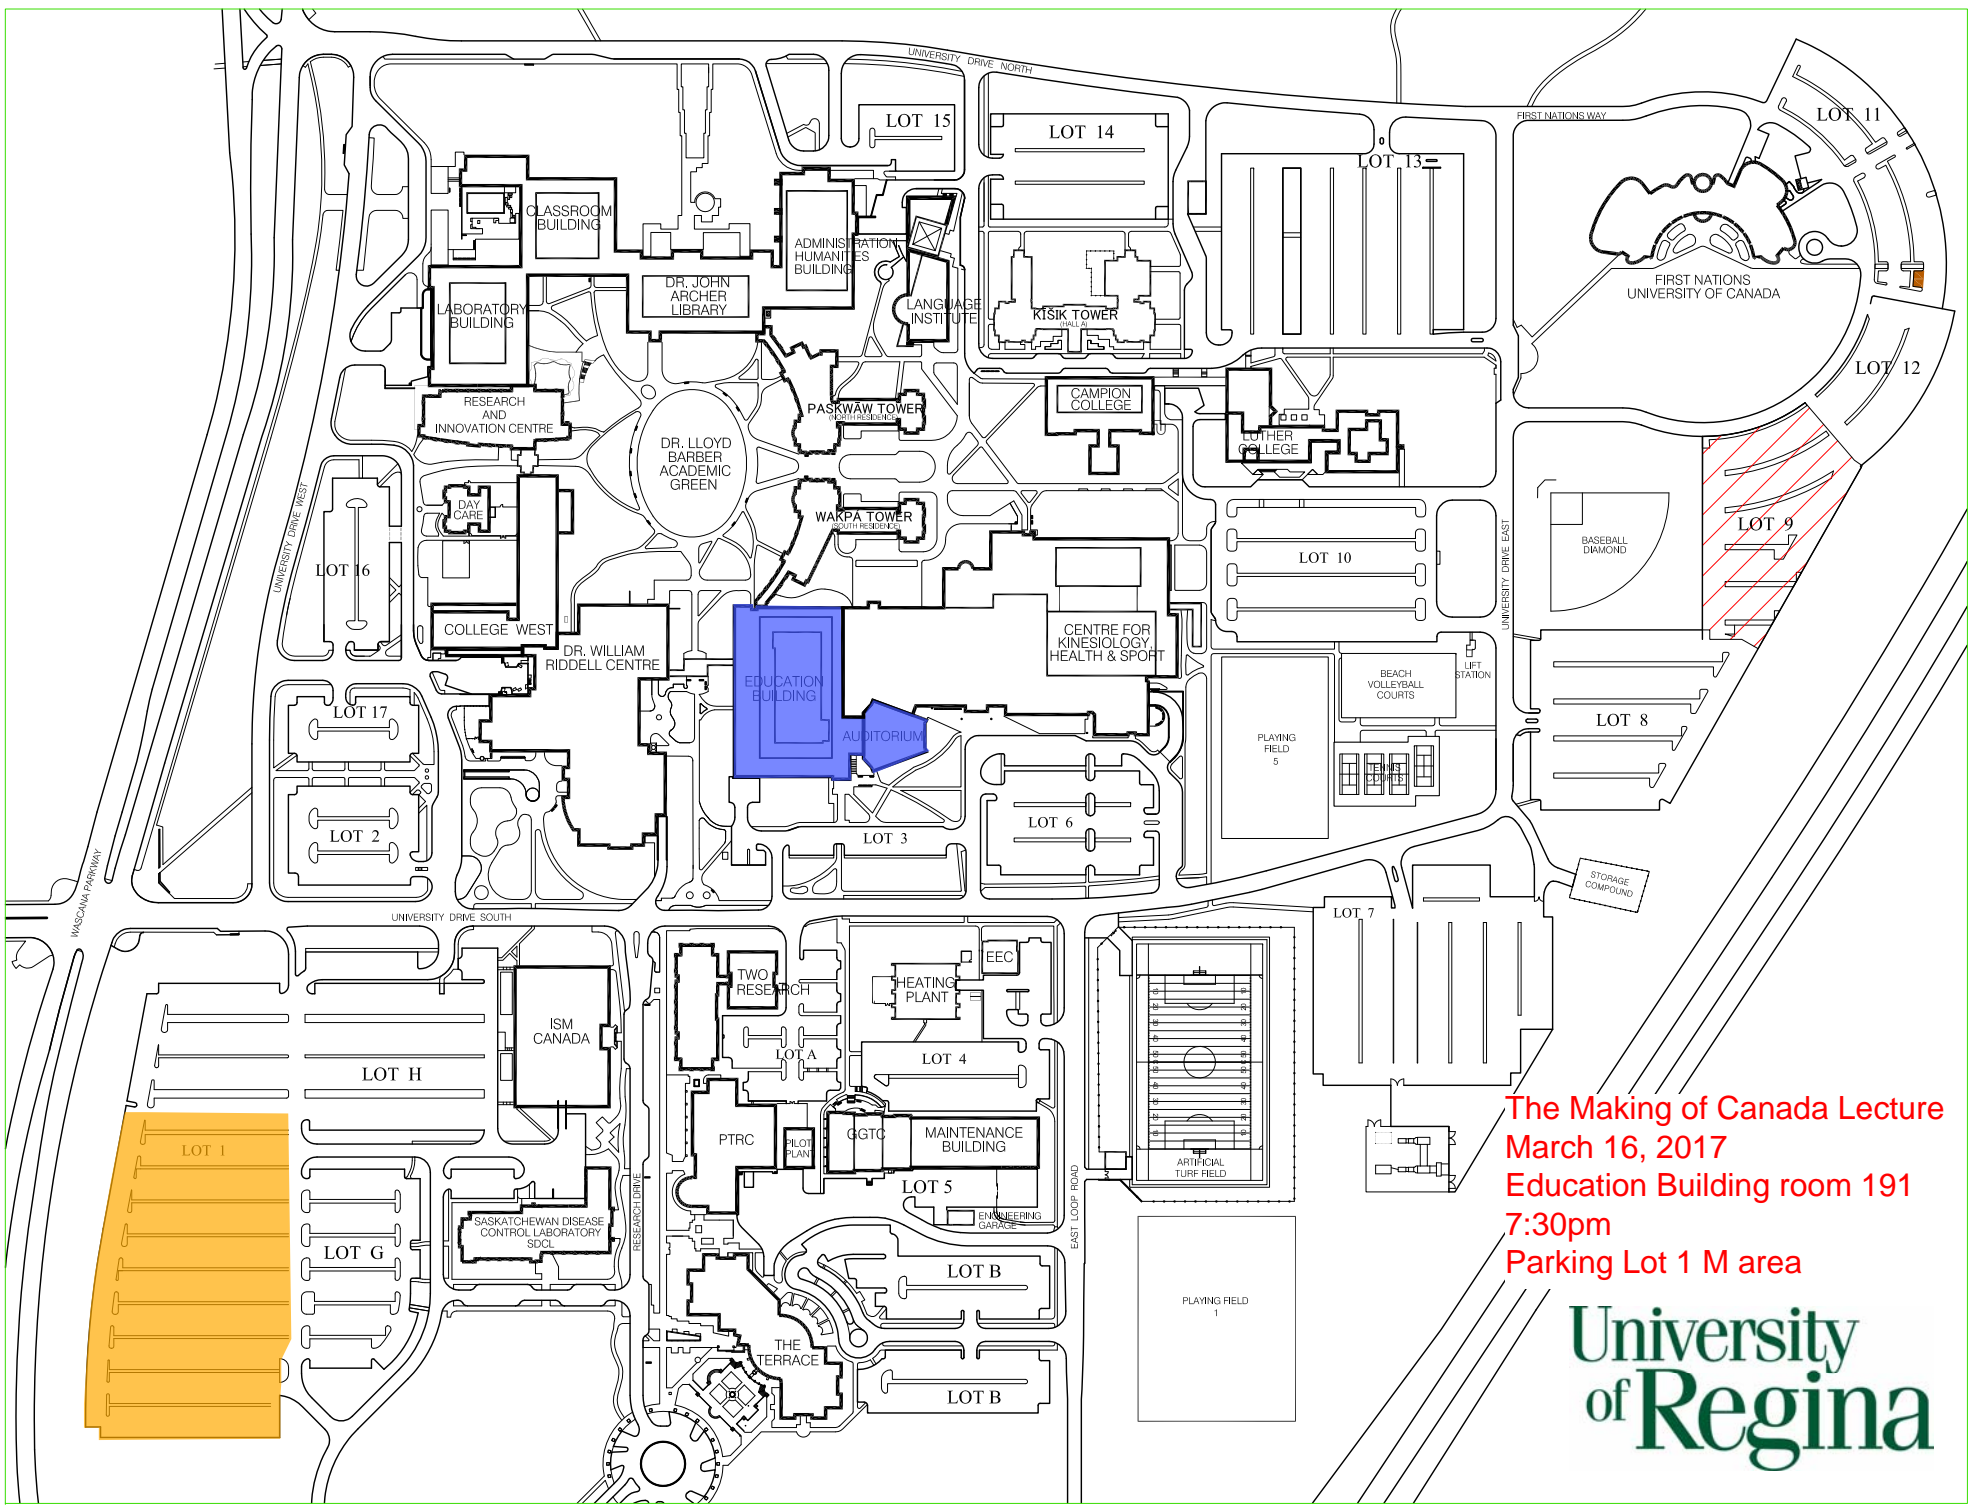 UNIVERSITY DRIVE NORTH
FIRST NATIONS WAY
LOT 11
LOT 15
LOT 14
LOT 13
CLASSROOM
BUILDING
ADMINISTRATION
HUMANITIES
BUILDING
DR. JOHN
ARCHER
LIBRARY
LABORATORY
BUILDING
LANGUAGE
INSTITUTE
KĪŠIK TOWER
(HALL A)
FIRST NATIONS
UNIVERSITY OF CANADA
LOT 12
RESEARCH
AND
INNOVATION CENTRE
PASKWĀW TOWER
(NORTH RESIDENCE)
CAMPION
COLLEGE
LUTHER
COLLEGE
DR. LLOYD
BARBER
ACADEMIC
GREEN
UNIVERSITY DRIVE WEST
DAY
CARE
WAKPÁ TOWER
(SOUTH RESIDENCE)
LOT 9
BASEBALL
DIAMOND
UNIVERSITY DRIVE EAST
LOT 16
LOT 10
COLLEGE WEST
DR. WILLIAM
RIDDELL CENTRE
CENTRE FOR
KINESIOLOGY,
HEALTH & SPORT
EDUCATION
BUILDING
AUDITORIUM
BEACH
VOLLEYBALL
COURTS
LIFT
STATION
LOT 17
LOT 8
PLAYING
FIELD
5
TENNIS
COURTS
LOT 2
LOT 3
LOT 6
WASCANA PARKWAY
STORAGE
COMPOUND
UNIVERSITY DRIVE SOUTH
LOT 7
TWO
RESEARCH
HEATING
PLANT
EEC
ISM
CANADA
LOT A
LOT 4
LOT H
LOT 1
PTRC
PILOT
PLANT
GGTC
MAINTENANCE
BUILDING
ARTIFICIAL
TURF FIELD
LOT 5
ENGINEERING
GARAGE
RESEARCH DRIVE
EAST LOOP ROAD
SASKATCHEWAN DISEASE
CONTROL LABORATORY
SDCL
LOT G
LOT B
PLAYING FIELD
1
THE
TERRACE
LOT B
The Making of Canada Lecture
March 16, 2017
Education Building room 191
7:30pm
Parking Lot 1 M area
University
of Regina